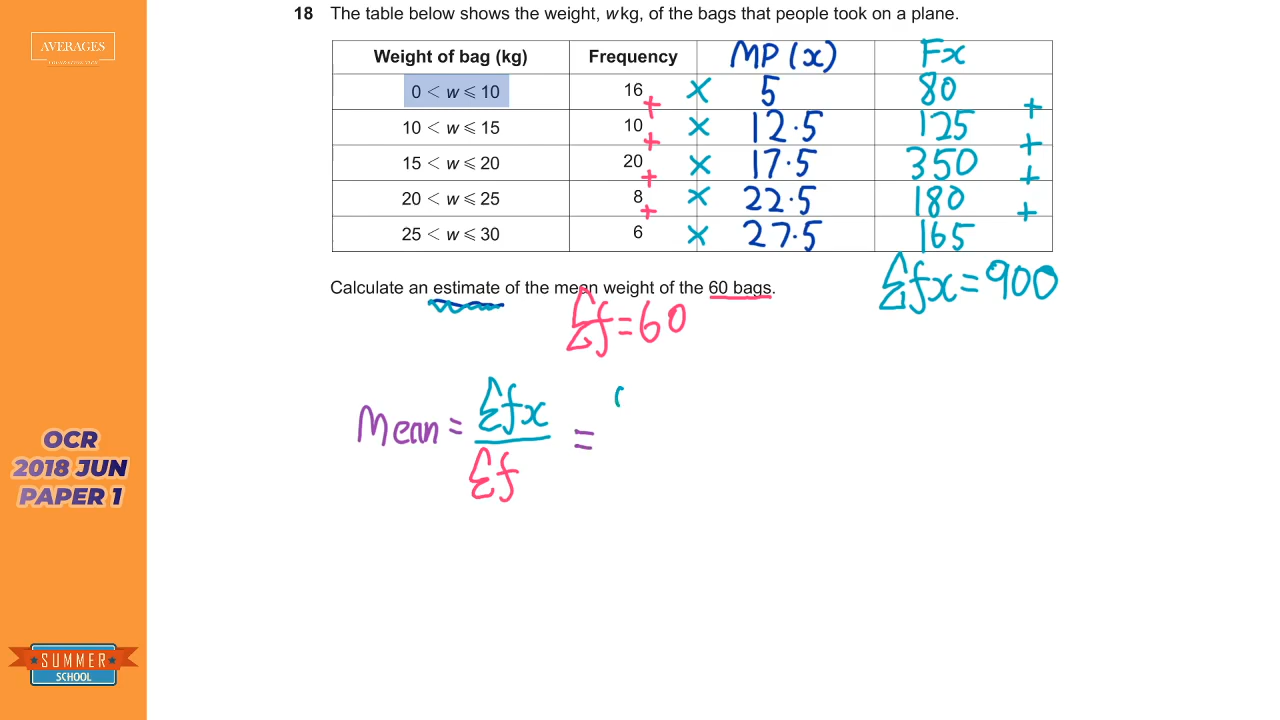 18 The table below shows the weight, w kg, of the bags that people took on a plane.
AVERAGES
Weight of bag (kg) Frequency MP (x) Fx
0 < w ⩽ 10 16 × 5 80
+ +
10 < w ⩽ 15 10 × 12.5 125
+ +
15 < w ⩽ 20 20 × 17.5 350
+ +
20 < w ⩽ 25 8 × 22.5 180
+ +
25 < w ⩽ 30 6 × 27.5 165
Σfx = 900
Calculate an estimate of the mean weight of the 60 bags.
Σf = 60
Mean = Σfx / Σf =
OCR
2018 JUN
PAPER 1
SUMMER
SCHOOL